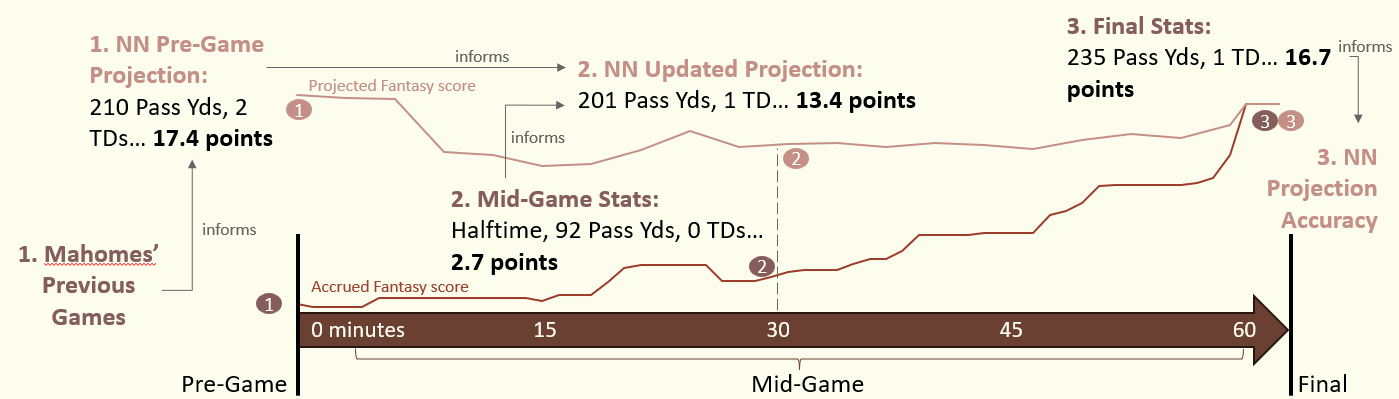 1. NN Pre-Game
Projection:
210 Pass Yds, 2
TDs... 17.4 points
informs
1. Mahomes'
Previous
Games
informs
Projected Fantasy score
1
2. NN Updated Projection:
201 Pass Yds, 1 TD... 13.4 points
informs
2
2. Mid-Game Stats:
Halftime, 92 Pass Yds, 0 TDs...
2.7 points
2
3. Final Stats:
235 Pass Yds, 1 TD... 16.7
points
informs
3
3
3. NN
Projection
Accuracy
Accrued Fantasy score
1
0 minutes
15
30
45
60
Pre-Game
Mid-Game
Final